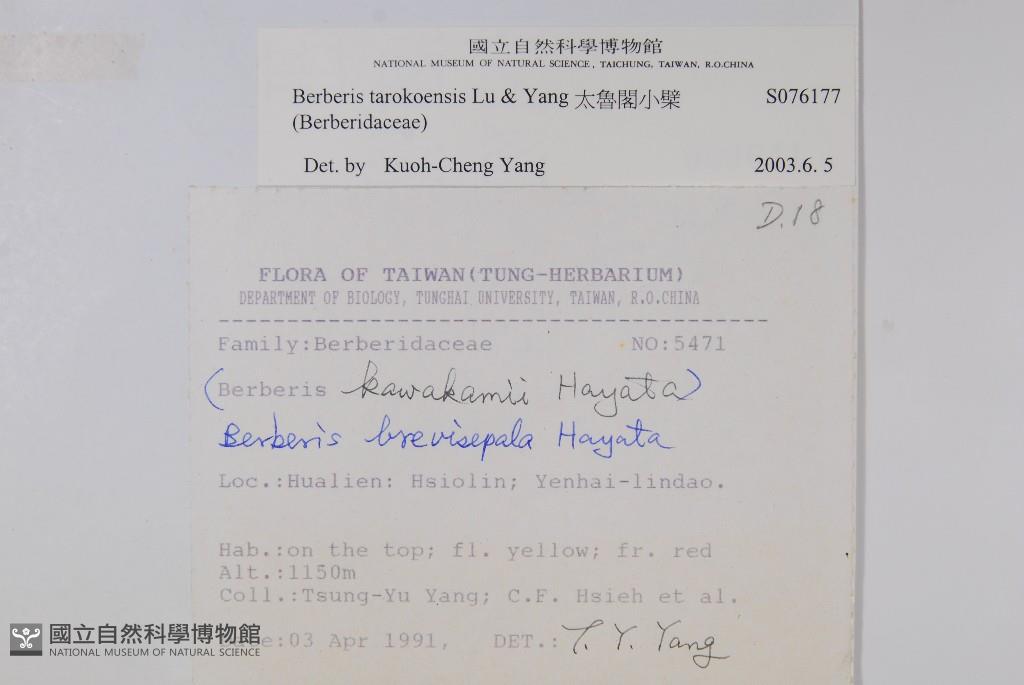 國立自然科學博物館
NATIONAL MUSEUM OF NATURAL SCIENCE, TAICHUNG, TAIWAN, R.O.CHINA
Berberis tarokoensis Lu & Yang 太魯閣小檗 S076177
(Berberidaceae)
Det. by Kuoh-Cheng Yang 2003.6. 5
D.18
FLORA OF TAIWAN(TUNG-HERBARIUM)
DEPARTMENT OF BIOLOGY, TUNGHAI UNIVERSITY, TAIWAN, R.O.CHINA
Family:Berberidaceae NO:5471
(Berberis kawakamii Hayata)
Berberis brevisepala Hayata
Loc.:Hualien: Hsiolin; Yenhai-lindao.
Hab.:on the top; fl. yellow; fr. red
Alt.:1150m
Coll.:Tsung-Yu Yang; C.F. Hsieh et al.
Date:03 Apr 1991, DET.: T. Y. Yang
國立自然科學博物館
NATIONAL MUSEUM OF NATURAL SCIENCE